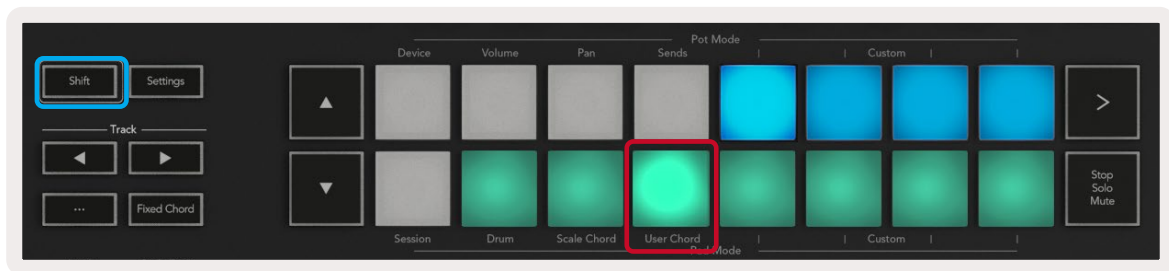 Pot Mode
Device Volume Pan Sends | | Custom | |
Shift Settings
Track
... Fixed Chord
Stop
Solo
Mute
Session Drum Scale Chord User Chord | | Custom | |
Pad Mode